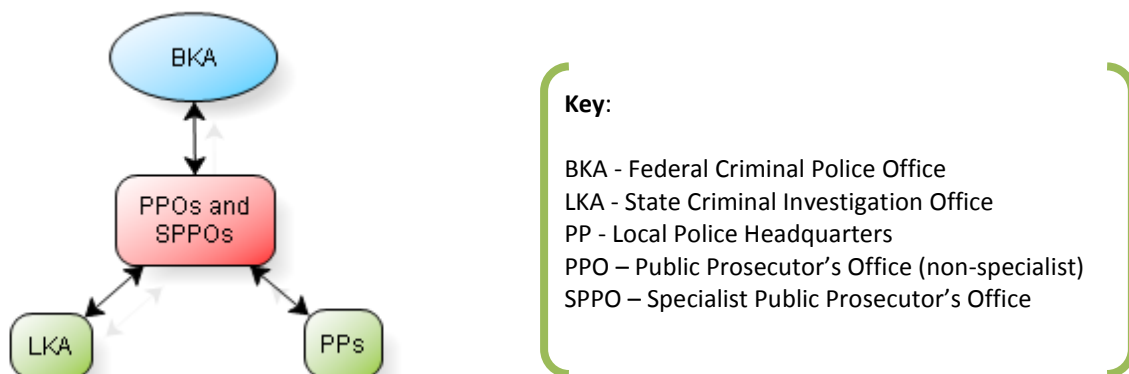 BKA
PPOs and
SPPOs
LKA
PPs
Key:
BKA - Federal Criminal Police Office
LKA - State Criminal Investigation Office
PP - Local Police Headquarters
PPO – Public Prosecutor’s Office (non-specialist)
SPPO – Specialist Public Prosecutor’s Office